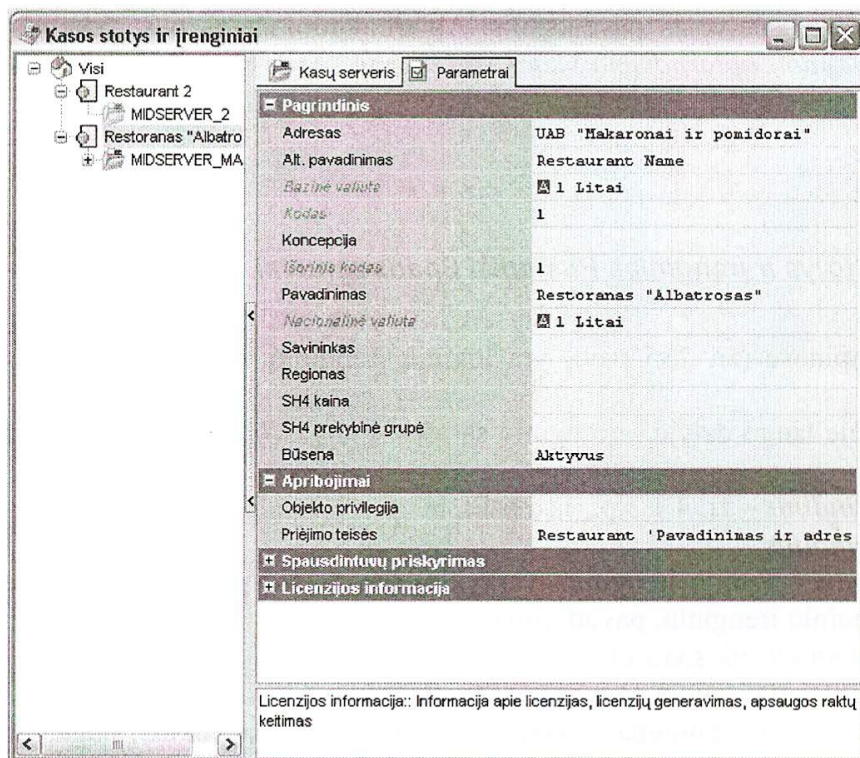 Kasos stotys ir įrenginiai
Visi
Restaurant 2
MIDSERVER_2
Restoranas "Albatro
MIDSERVER_MA
Kasų serveris
Parametrai
Pagrindinis
Adresas UAB "Makaronai ir pomidorai"
Alt. pavadinimas Restaurant Name
Bazinė valiuta A 1 Litai
Kodas 1
Koncepcija
Išorinis kodas 1
Pavadinimas Restoranas "Albatrosas"
Nacionalinė valiuta A 1 Litai
Savininkas
Regionas
SH4 kaina
SH4 prekybinė grupė
Būsena Aktyvus
Apribojimai
Objekto privilegija
Priėjimo teisės Restaurant 'Pavadinimas ir adres
Spausdintuvų priskyrimas
Licenzijos informacija
Licenzijos informacija:: Informacija apie licenzijas, licenzijų generavimas, apsaugos raktų
keitimas